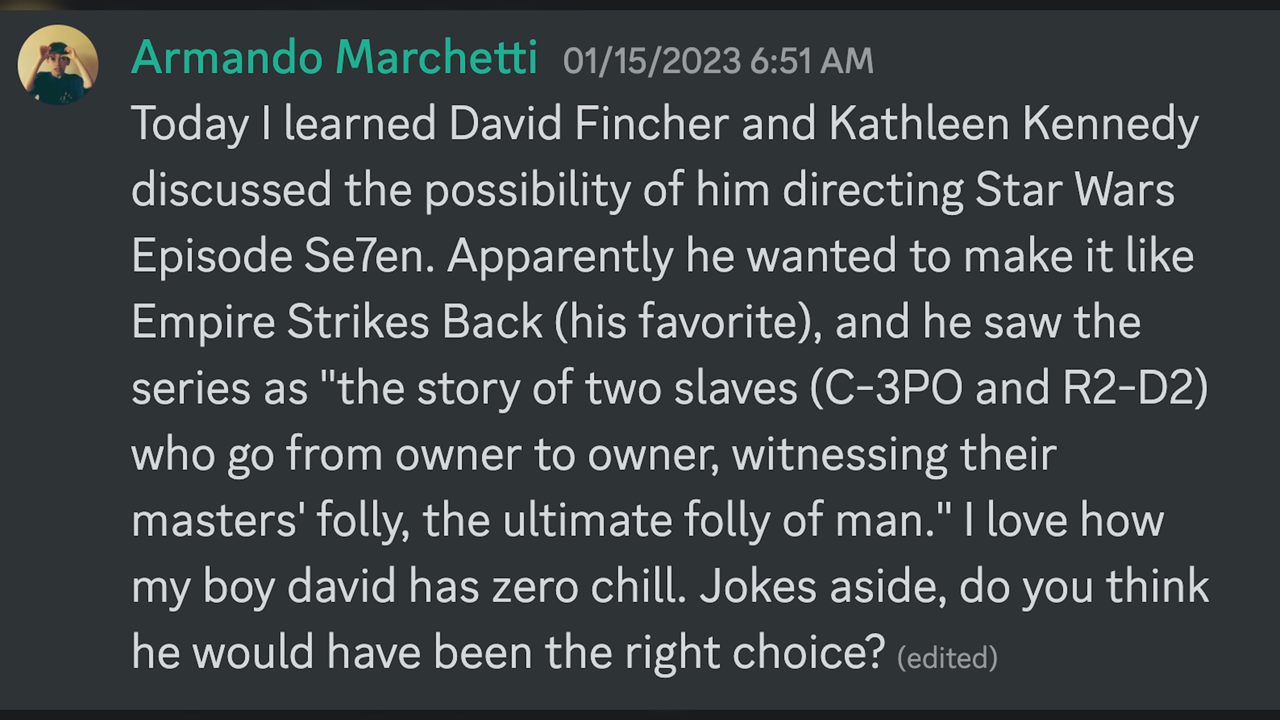 Armando Marchetti 01/15/2023 6:51 AM
Today I learned David Fincher and Kathleen Kennedy
discussed the possibility of him directing Star Wars
Episode Se7en. Apparently he wanted to make it like
Empire Strikes Back (his favorite), and he saw the
series as "the story of two slaves (C-3PO and R2-D2)
who go from owner to owner, witnessing their
masters' folly, the ultimate folly of man." I love how
my boy david has zero chill. Jokes aside, do you think
he would have been the right choice? (edited)